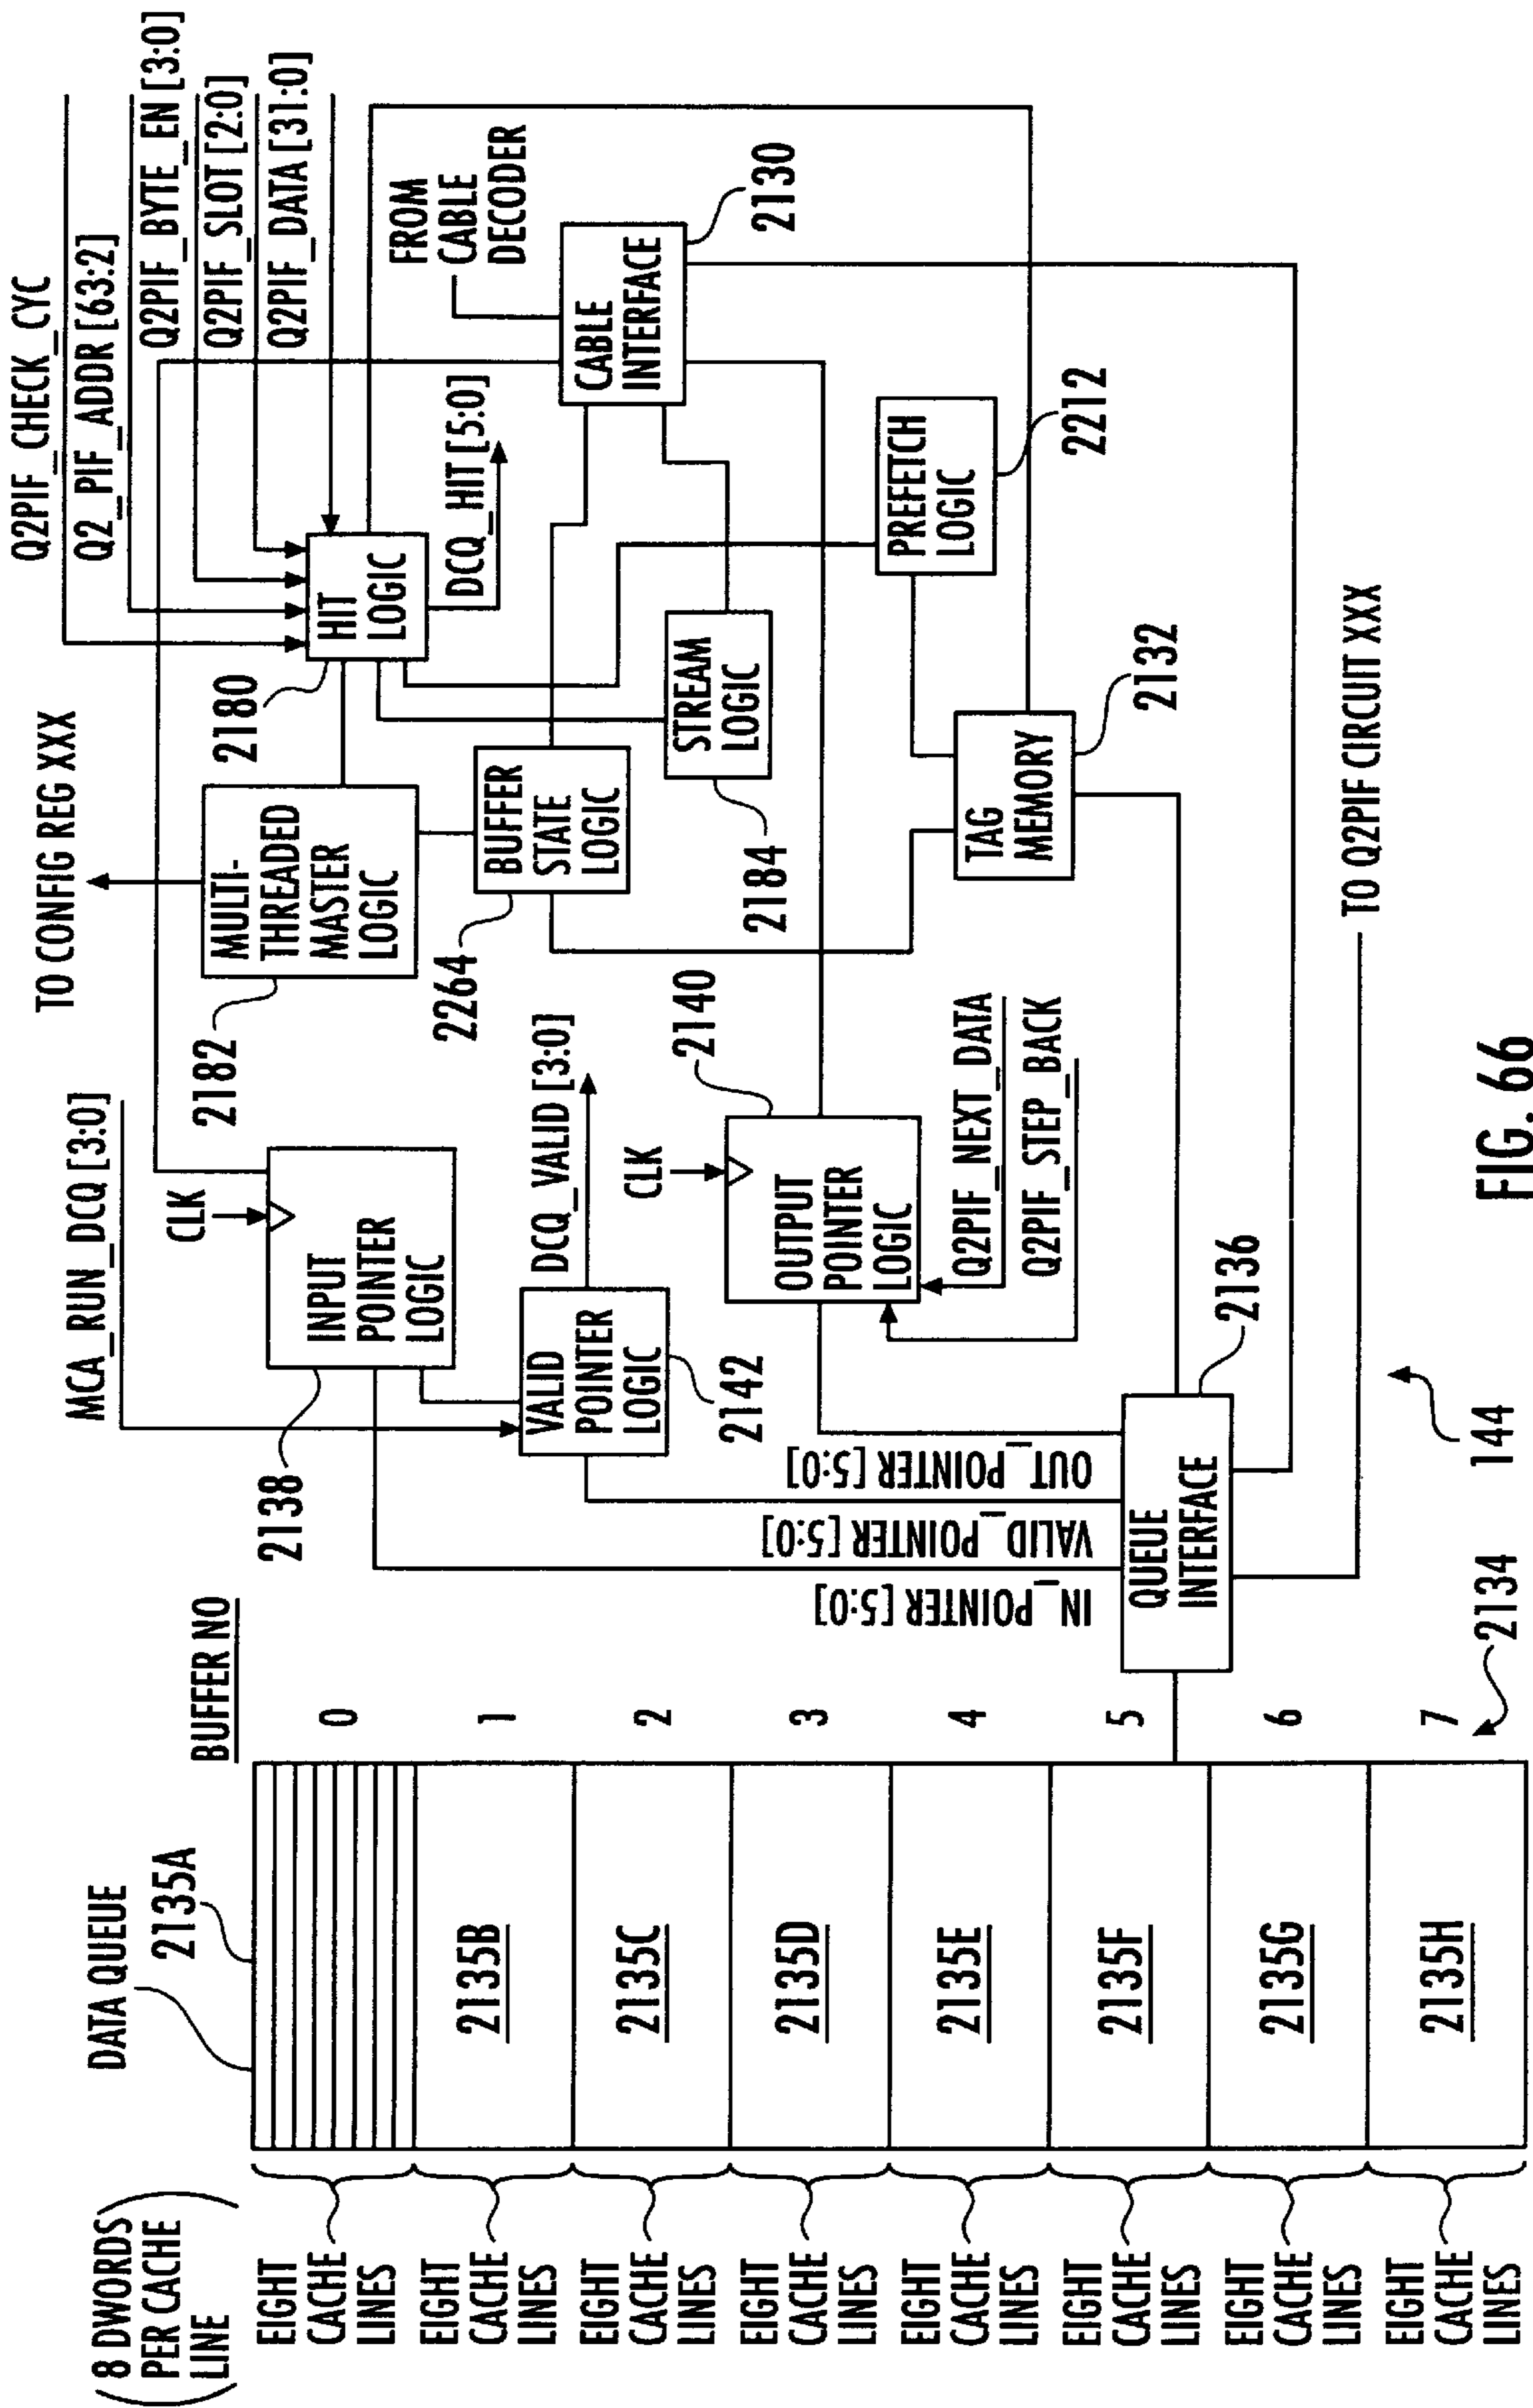 (8 DWORDS
PER CACHE
LINE)
DATA QUEUE
2135A
BUFFER NO
EIGHT
CACHE
LINES
0
EIGHT
CACHE
LINES
2135B
1
EIGHT
CACHE
LINES
2135C
2
EIGHT
CACHE
LINES
2135D
3
EIGHT
CACHE
LINES
2135E
4
EIGHT
CACHE
LINES
2135F
5
EIGHT
CACHE
LINES
2135G
6
EIGHT
CACHE
LINES
2135H
7
2134
MCA_RUN_DCQ [3:0]
CLK
INPUT
POINTER
LOGIC
2138
VALID
POINTER
LOGIC
2142
DCQ_VALID [3:0]
CLK
OUTPUT
POINTER
LOGIC
2140
Q2PIF_NEXT_DATA
Q2PIF_STEP_BACK
IN_POINTER [5:0]
VALID_POINTER [5:0]
OUT_POINTER [5:0]
QUEUE
INTERFACE
2136
144
TO CONFIG REG XXX
MULTI-
THREADED
MASTER
LOGIC
2182
BUFFER
STATE
LOGIC
2264
STREAM
LOGIC
2184
TAG
MEMORY
2132
TO Q2PIF CIRCUIT XXX
Q2PIF_CHECK_CYC
Q2_PIF_ADDR [63:2]
Q2PIF_BYTE_EN [3:0]
Q2PIF_SLOT [2:0]
Q2PIF_DATA [31:0]
HIT
LOGIC
2180
DCQ_HIT [5:0]
FROM
CABLE
DECODER
CABLE
INTERFACE
2130
PREFETCH
LOGIC
2212
FIG. 66